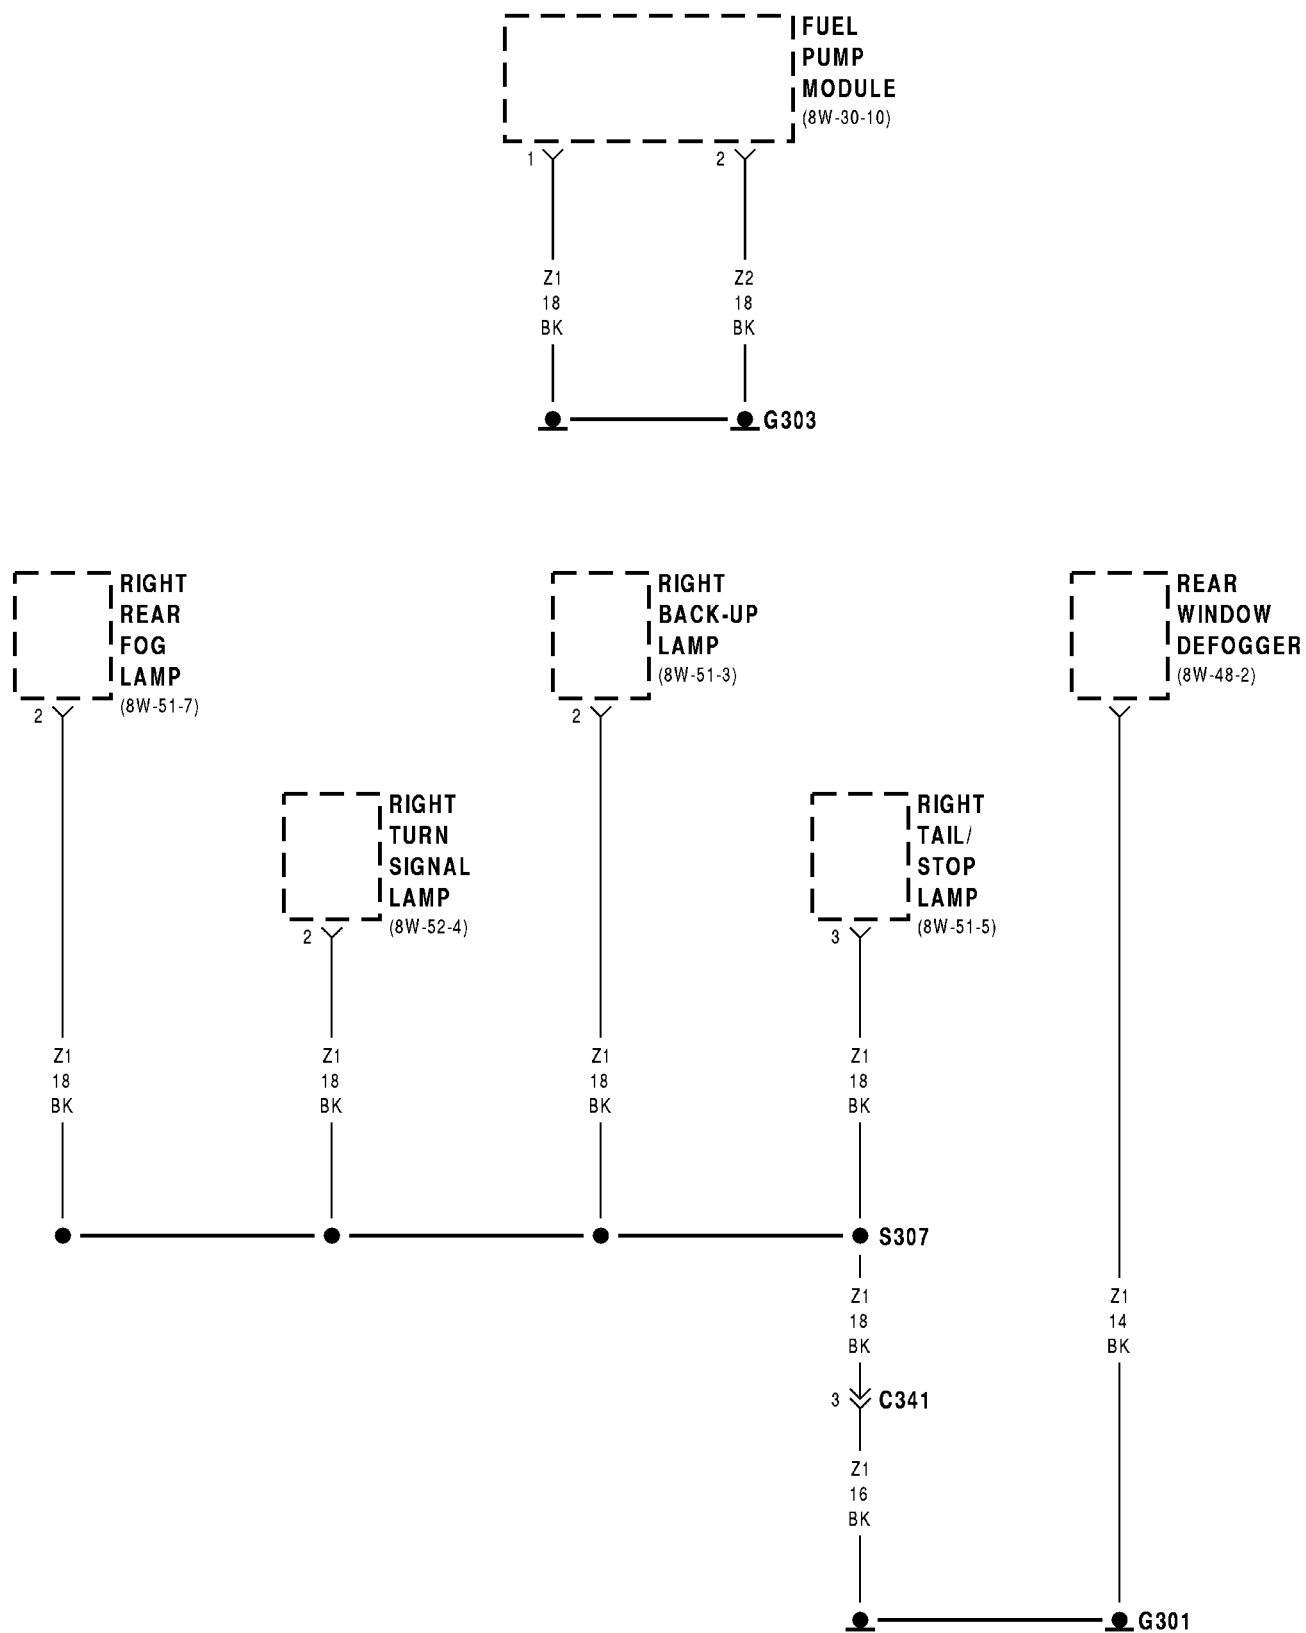 FUEL
PUMP
MODULE
(8W-30-10)
1
2
Z1
18
BK
Z2
18
BK
G303
RIGHT
REAR
FOG
LAMP
(8W-51-7)
2
RIGHT
BACK-UP
LAMP
(8W-51-3)
2
REAR
WINDOW
DEFOGGER
(8W-48-2)
RIGHT
TURN
SIGNAL
LAMP
(8W-52-4)
2
RIGHT
TAIL/
STOP
LAMP
(8W-51-5)
3
Z1
18
BK
Z1
18
BK
Z1
18
BK
Z1
18
BK
S307
Z1
18
BK
Z1
14
BK
3
C341
Z1
16
BK
G301